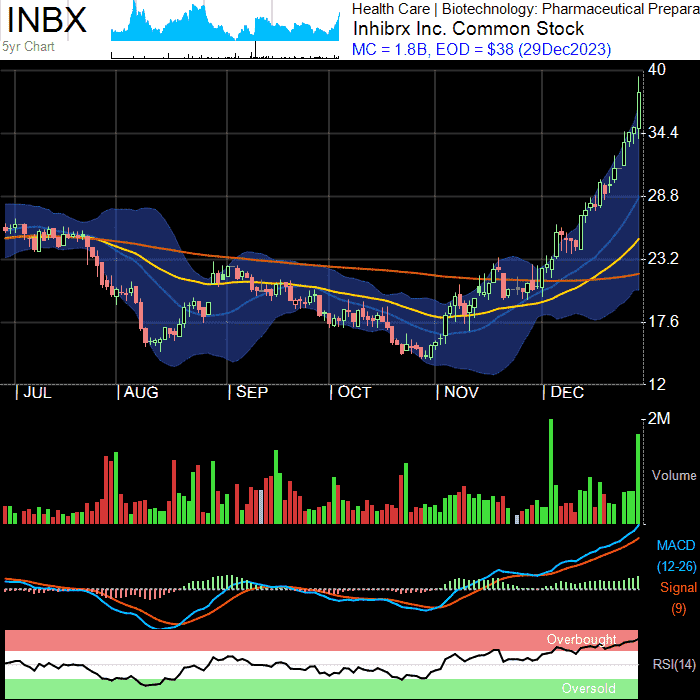 INBX
5yr Chart
Health Care | Biotechnology: Pharmaceutical Prepara
Inhibrx Inc. Common Stock
MC = 1.8B, EOD = $38 (29Dec2023)
40
34.4
28.8
23.2
17.6
12
| JUL | AUG | SEP | OCT | NOV | DEC
2M
Volume
MACD
(12-26)
Signal
(9)
Overbought
RSI(14)
Oversold